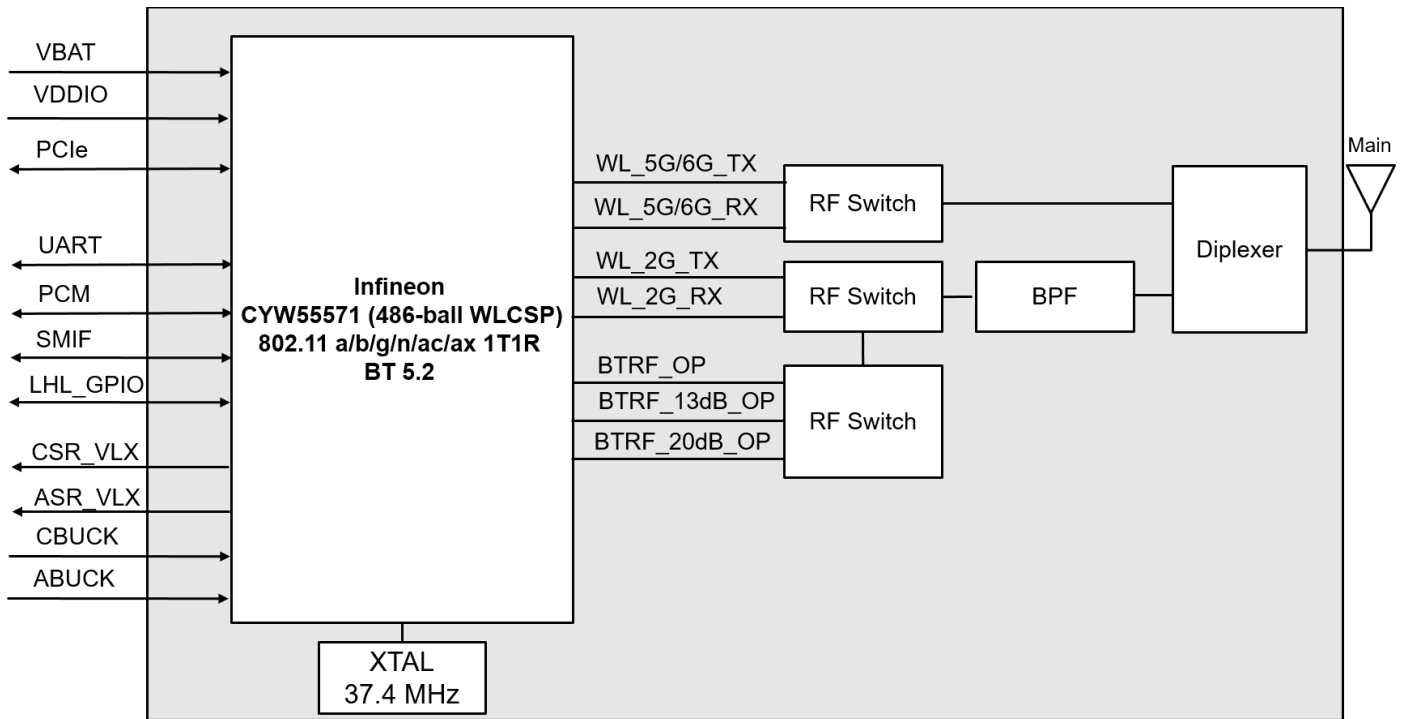 VBAT
VDDIO
PCIe
UART
PCM
SMIF
LHL_GPIO
CSR_VLX
ASR_VLX
CBUCK
ABUCK
Infineon
CYW55571 (486-ball WLCSP)
802.11 a/b/g/n/ac/ax 1T1R
BT 5.2
XTAL
37.4 MHz
WL_5G/6G_TX
WL_5G/6G_RX
WL_2G_TX
WL_2G_RX
BTRF_OP
BTRF_13dB_OP
BTRF_20dB_OP
RF Switch
RF Switch
RF Switch
BPF
Diplexer
Main